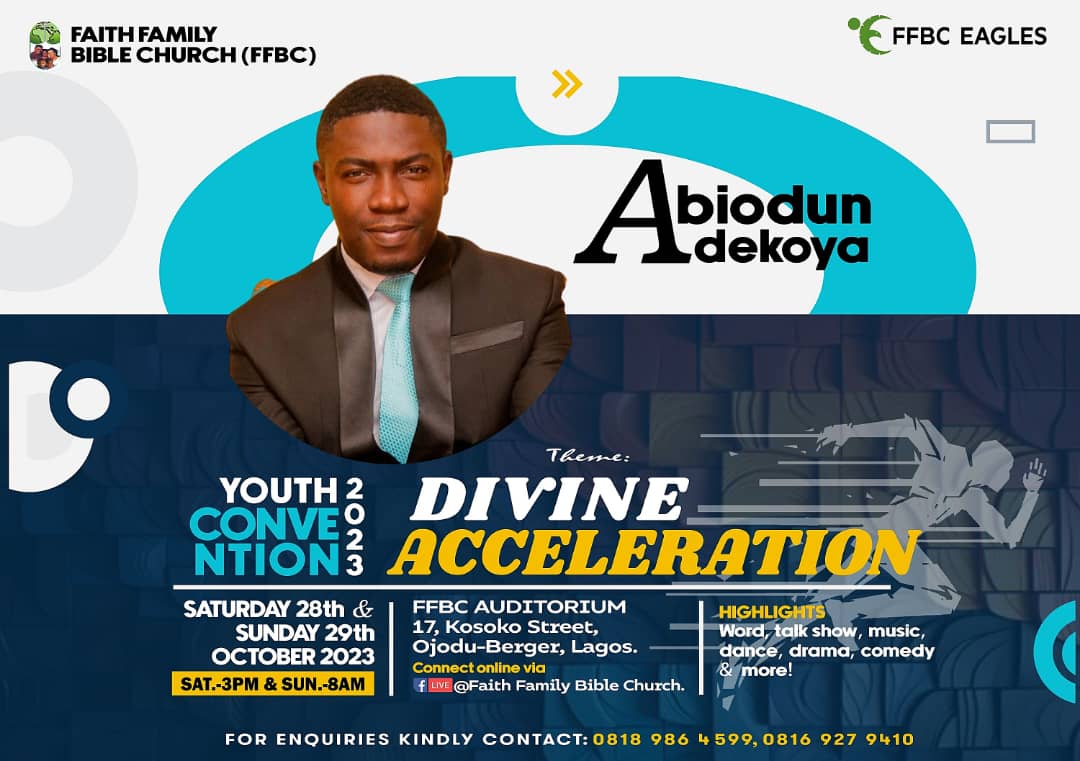 FAITH FAMILY
BIBLE CHURCH (FFBC)
FFBC EAGLES
Abiodun
Adekoya
Theme:
DIVINE
ACCELERATION
YOUTH
CONVE
NTION
2023
SATURDAY 28th &
SUNDAY 29th
OCTOBER 2023
SAT.-3PM & SUN.-8AM
FFBC AUDITORIUM
17, Kosoko Street,
Ojodu-Berger, Lagos.
Connect online via
f LIVE @Faith Family Bible Church.
HIGHLIGHTS
Word, talk show, music,
dance, drama, comedy
& more!
FOR ENQUIRIES KINDLY CONTACT: 0818 986 4599, 0816 927 9410